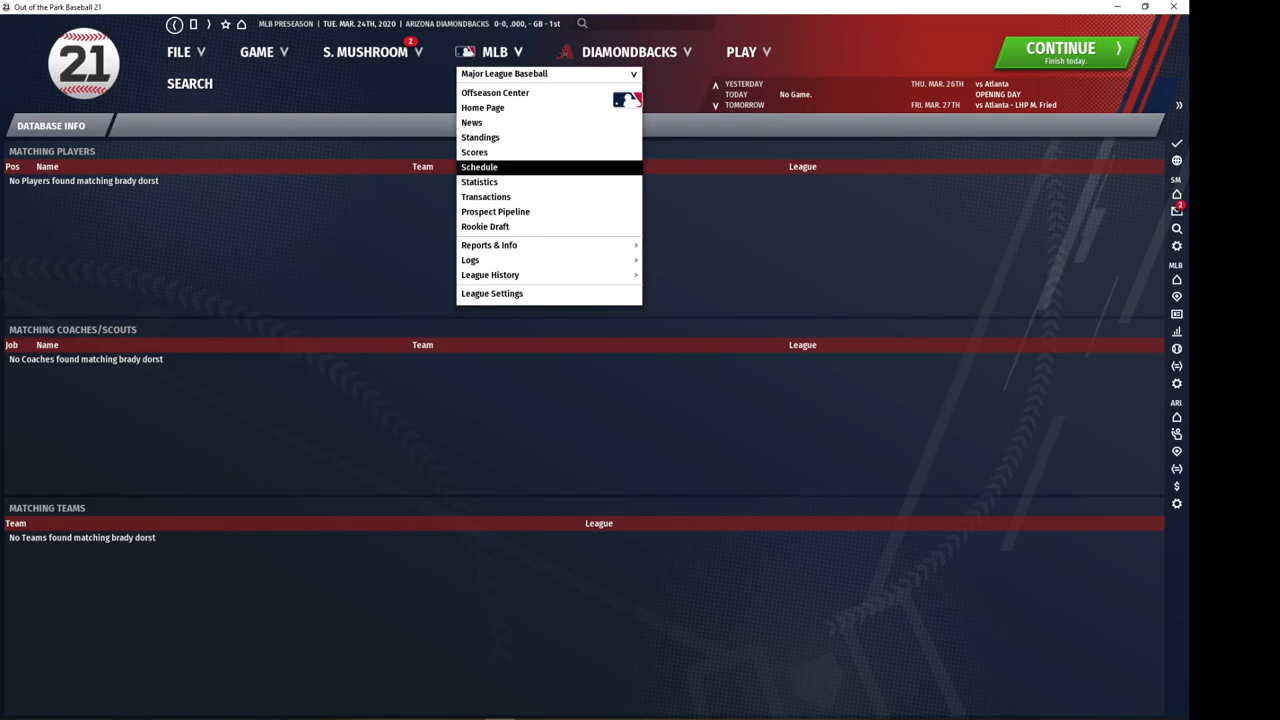 Out of the Park Baseball 21
MLB PRESEASON | TUE. MAR. 24TH, 2020 | ARIZONA DIAMONDBACKS 0-0, .000, - GB - 1st
21
FILE GAME S. MUSHROOM 2 MLB DIAMONDBACKS PLAY
CONTINUE
Finish today.
SEARCH
YESTERDAY
TODAY No Game.
TOMORROW
THU. MAR. 26TH vs Atlanta
OPENING DAY
FRI. MAR. 27TH vs Atlanta - LHP M. Fried
Major League Baseball
Offseason Center
Home Page
News
Standings
Scores
Schedule
Statistics
Transactions
Prospect Pipeline
Rookie Draft
Reports & Info
Logs
League History
League Settings
DATABASE INFO
MATCHING PLAYERS
Pos Name Team League
No Players found matching brady dorst
MATCHING COACHES/SCOUTS
Job Name Team League
No Coaches found matching brady dorst
MATCHING TEAMS
Team League
No Teams found matching brady dorst
SM
2
MLB
ARI
$